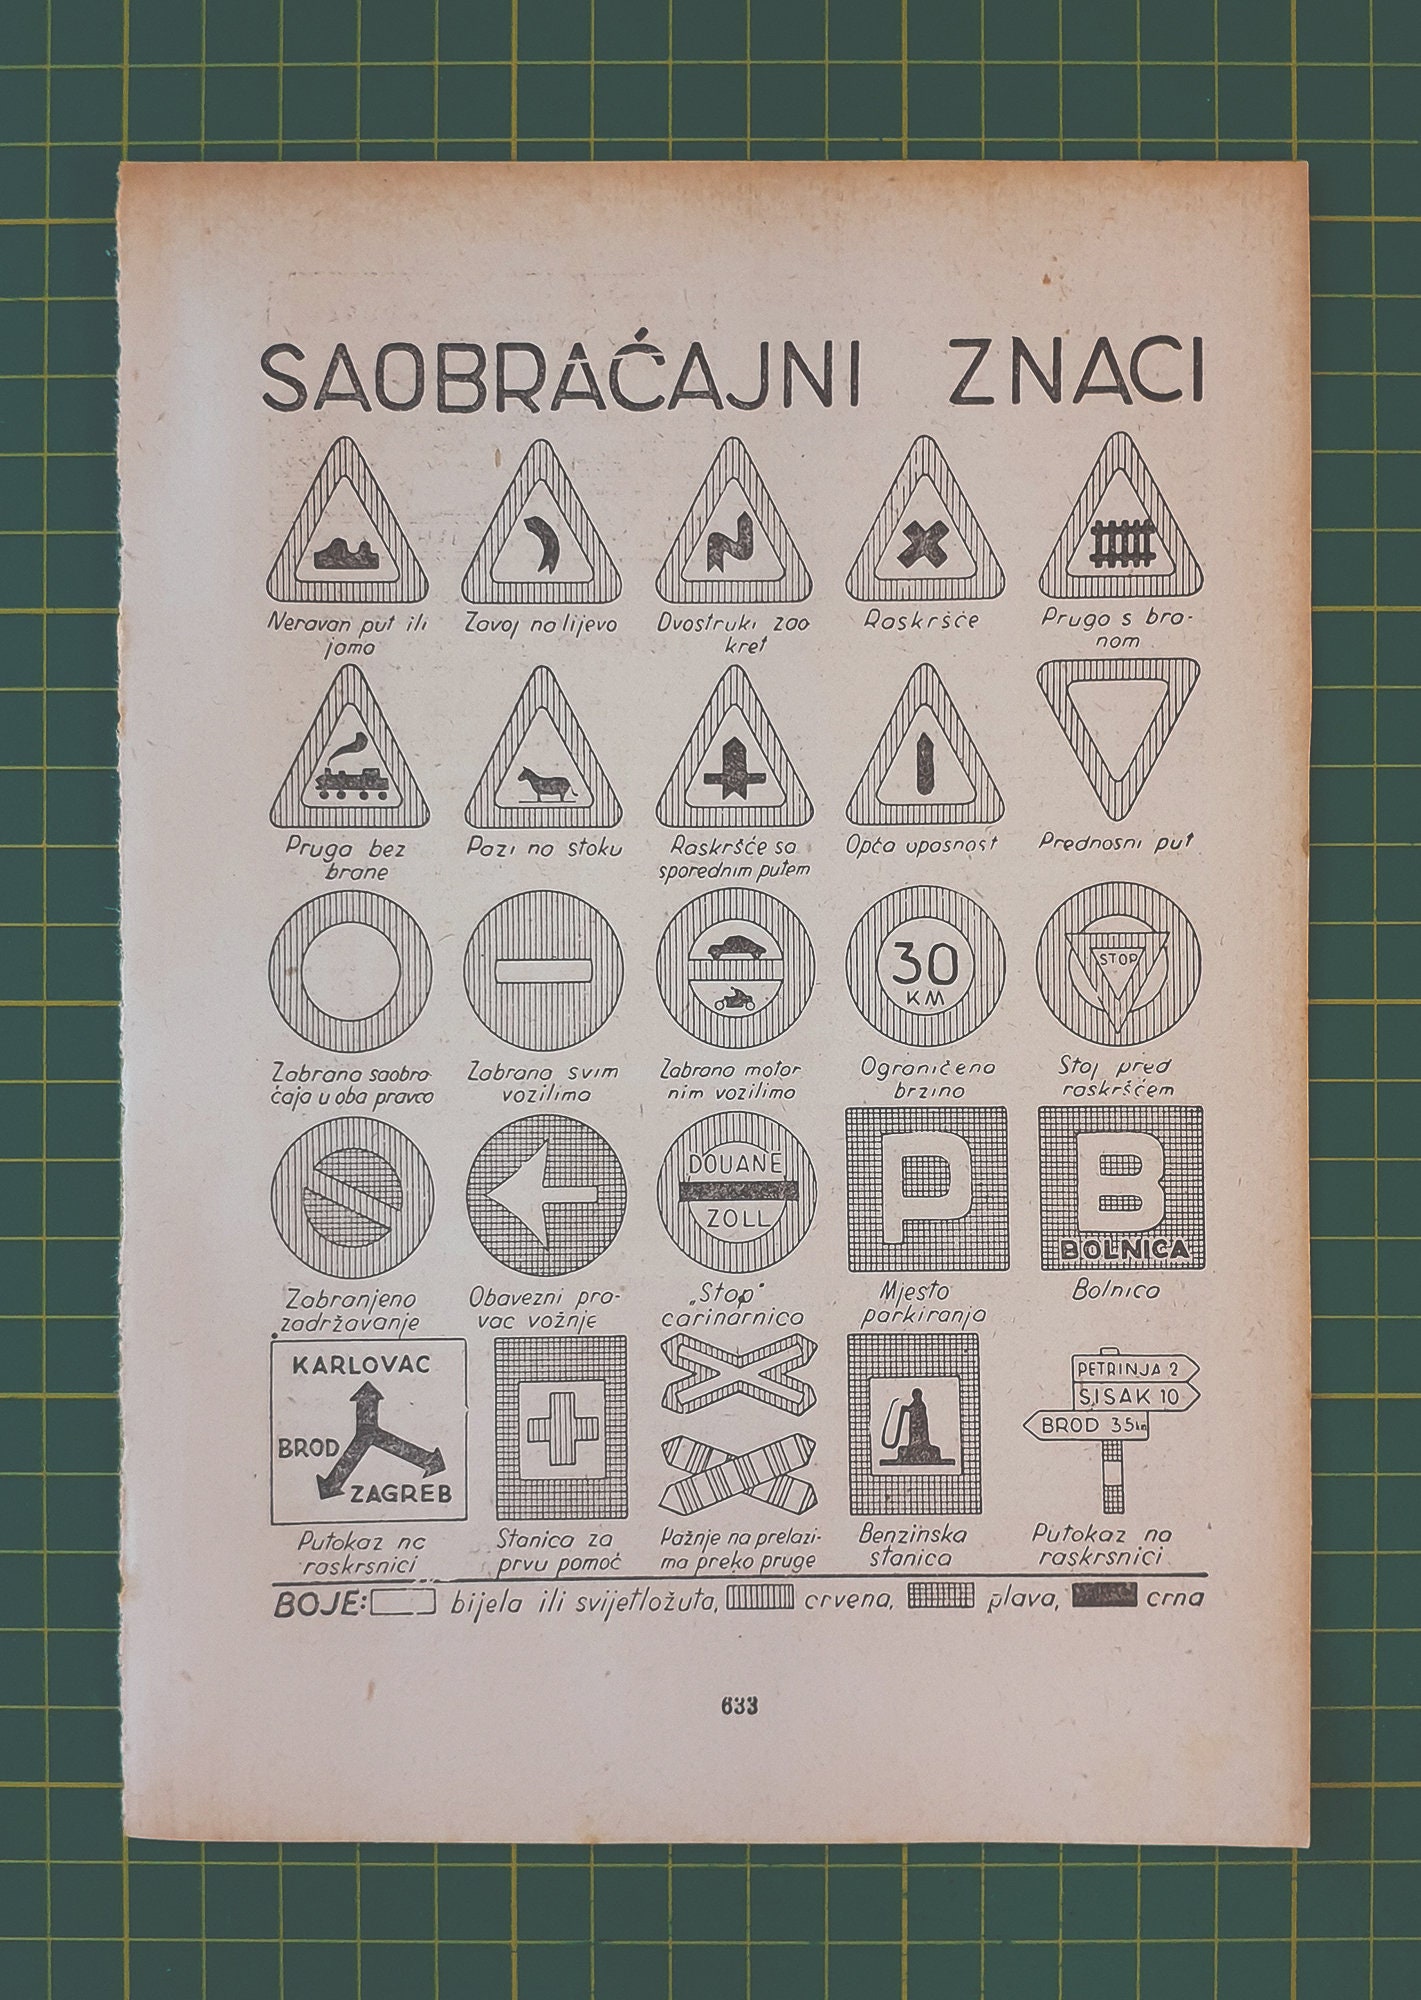 SAOBRAĆAJNI ZNACI
Neravan put ili
jama
Zavoj na lijevo
Dvostruki zao
kret
Raskršće
Pruga s bra-
nom
Pruga bez
brane
Pazi na stoku
Raskršće sa
sporednim putem
Opća opasnost
Prednosni put
30
KM
STOP
Zabrana saobra-
ćaja u oba pravca
Zabrana svim
vozilima
Zabrana motor
nim vozilima
Ograničena
brzina
Stoj pred
raskršćem
DOUANE
ZOLL
P
B
BOLNICA
Zabranjeno
zadržavanje
Obavezni pra-
vac vožnje
„Stop"
carinarnica
Mjesto
parkiranja
Bolnica
KARLOVAC
BROD
ZAGREB
PETRINJA 2
SISAK 10
BROD 35km
Putokaz na
raskrsnici
Stanica za
prvu pomoć
Pažnje na prelazi-
ma preko pruge
Benzinska
stanica
Putokaz na
raskrsnici
BOJE: bijela ili svijetložuta, crvena, plava, crna
633